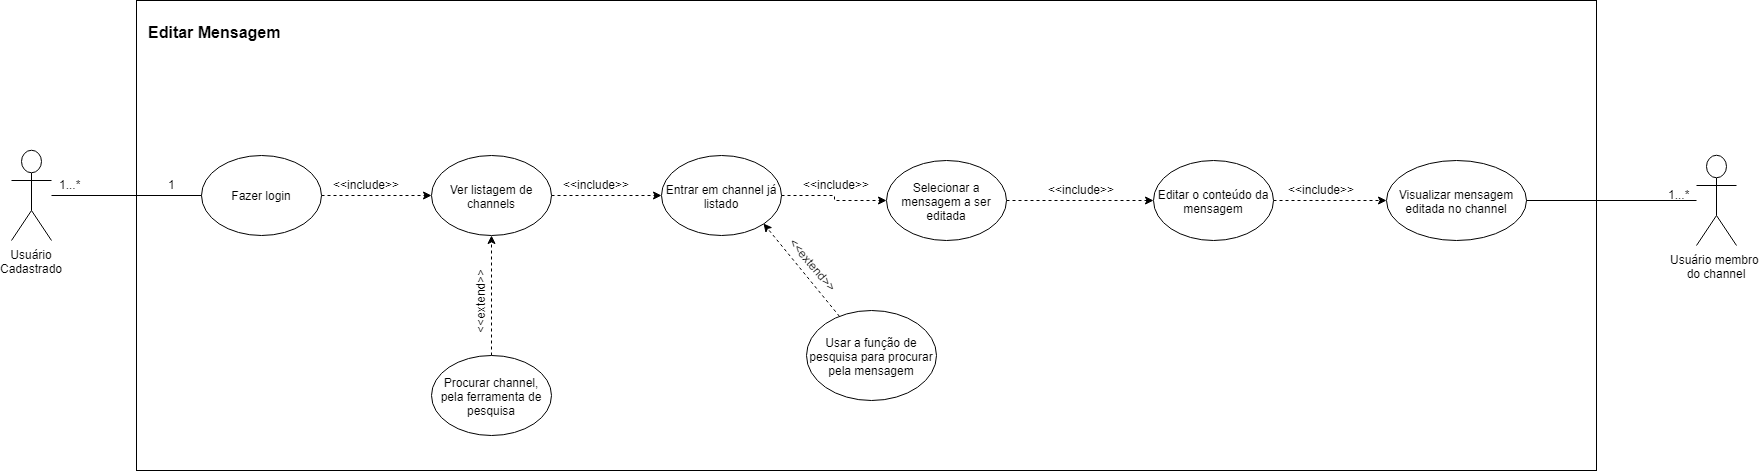 Editar Mensagem
1...*
1
Fazer login
<<include>>
Ver listagem de
channels
<<include>>
Entrar em channel já
listado
<<include>>
Selecionar a
mensagem a ser
editada
<<include>>
Editar o conteúdo da
mensagem
<<include>>
Visualizar mensagem
editada no channel
1...*
Usuário
Cadastrado
Usuário membro
do channel
<<extend>>
<<extend>>
Procurar channel,
pela ferramenta de
pesquisa
Usar a função de
pesquisa para procurar
pela mensagem